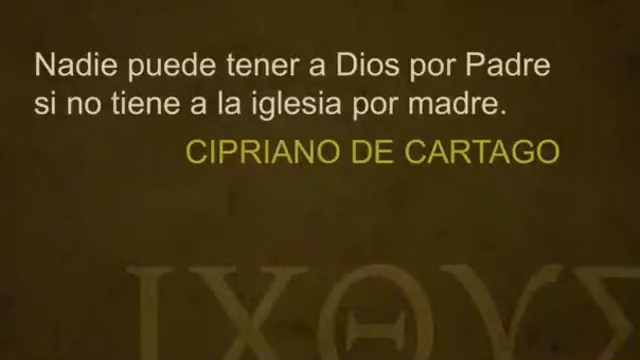 Nadie puede tener a Dios por Padre
si no tiene a la iglesia por madre.
CIPRIANO DE CARTAGO
ΙΧΘΥΣ